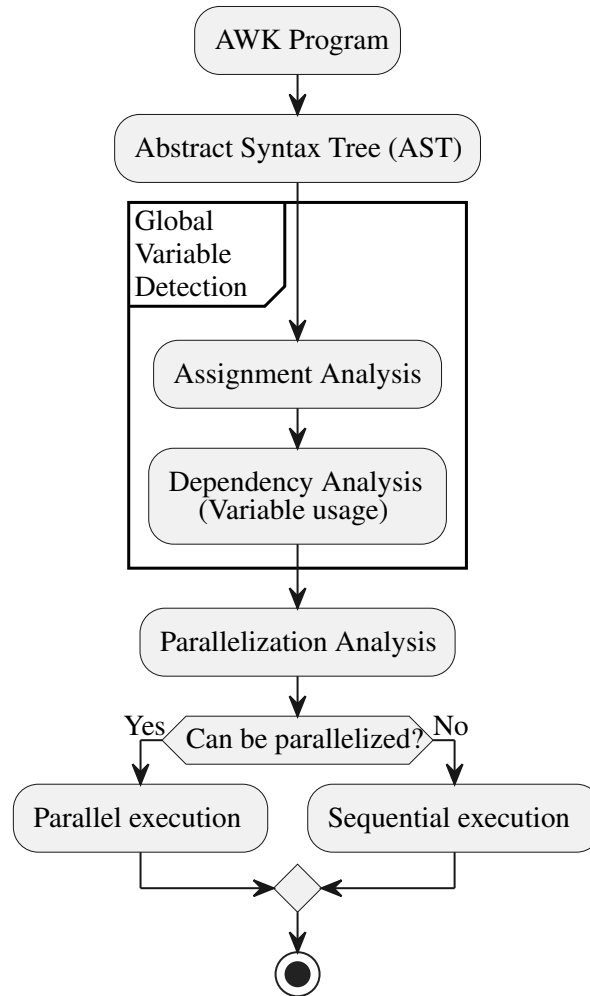 AWK Program
Abstract Syntax Tree (AST)
Global
Variable
Detection
Assignment Analysis
Dependency Analysis
(Variable usage)
Parallelization Analysis
Yes
Can be parallelized?
No
Parallel execution
Sequential execution